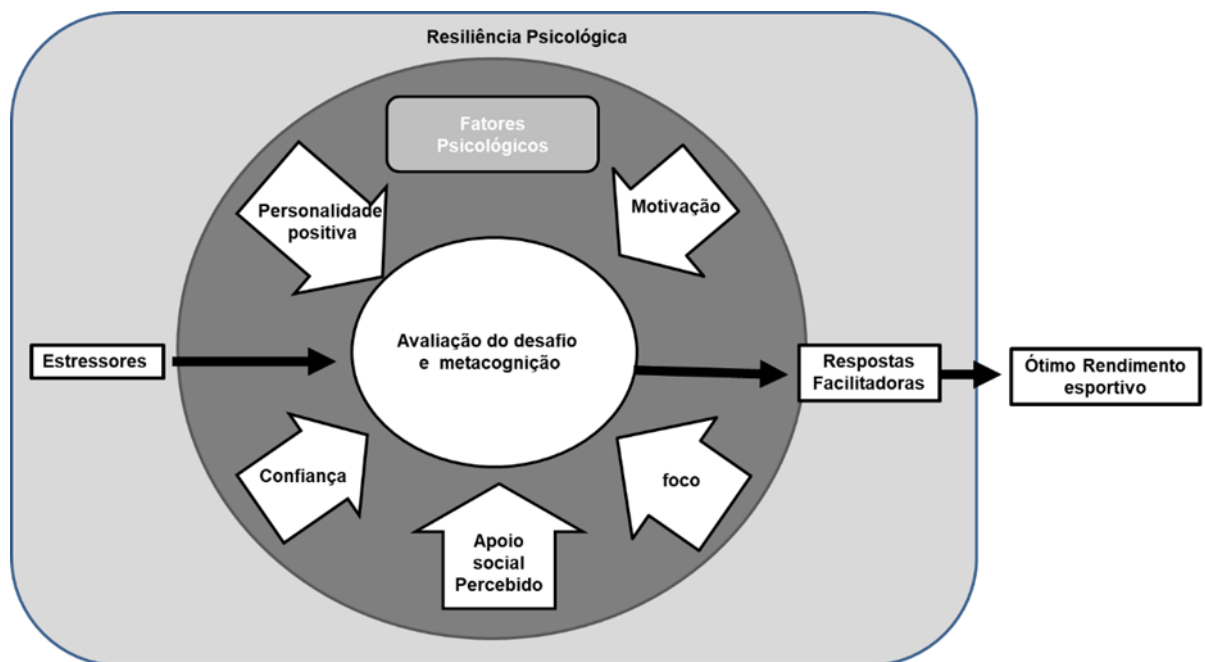 Resiliência Psicológica
Fatores
Psicológicos
Personalidade
positiva
Motivação
Avaliação do desafio
e metacognição
Estressores
Respostas
Facilitadoras
Ótimo Rendimento
esportivo
Confiança
foco
Apoio
social
Percebido